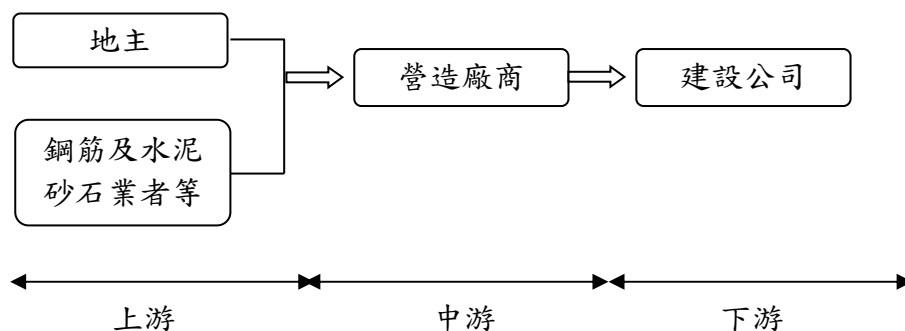 地主
營造廠商
建設公司
鋼筋及水泥
砂石業者等
上游
中游
下游